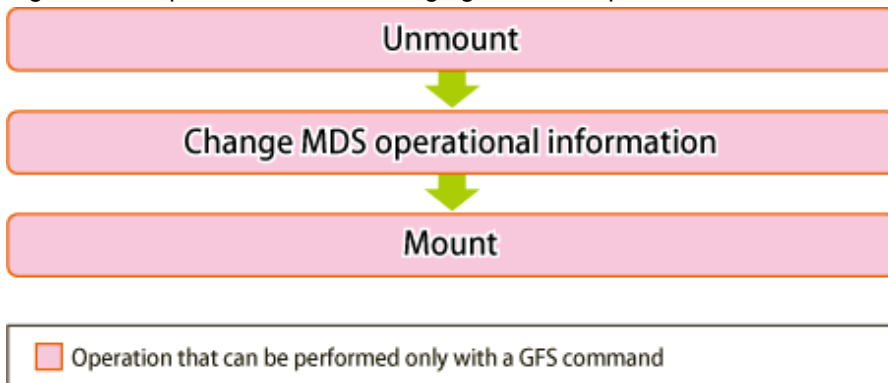 Unmount
Change MDS operational information
Mount
Operation that can be performed only with a GFS command